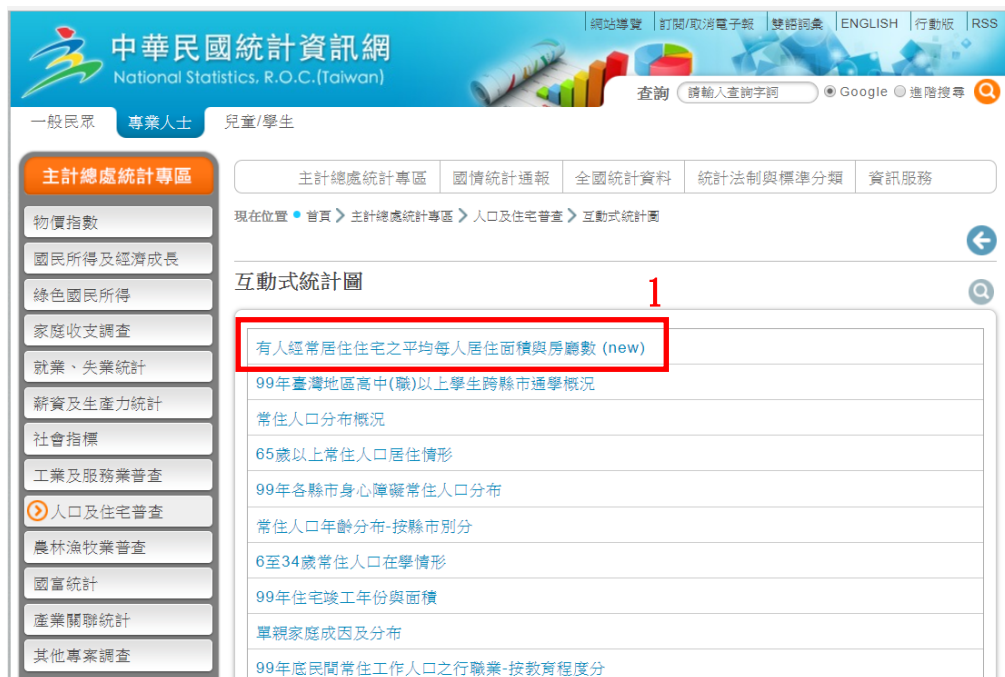 網站導覽 訂閱/取消電子報 雙語詞彙 ENGLISH 行動版 RSS
中華民國統計資訊網
National Statistics, R.O.C.(Taiwan)
查詢 請輸入查詢字詞 Google 進階搜尋
一般民眾 專業人士 兒童/學生
主計總處統計專區
物價指數
國民所得及經濟成長
綠色國民所得
家庭收支調查
就業、失業統計
薪資及生產力統計
社會指標
工業及服務業普查
人口及住宅普查
農林漁牧業普查
國富統計
產業關聯統計
其他專案調查
主計總處統計專區 國情統計通報 全國統計資料 統計法制與標準分類 資訊服務
現在位置 首頁 主計總處統計專區 人口及住宅普查 互動式統計圖
互動式統計圖
1
有人經常居住住宅之平均每人居住面積與房廳數 (new)
99年臺灣地區高中(職)以上學生跨縣市通學概況
常住人口分布概況
65歲以上常住人口居住情形
99年各縣市身心障礙常住人口分布
常住人口年齡分布-按縣市別分
6至34歲常住人口在學情形
99年住宅竣工年份與面積
單親家庭成因及分布
99年底民間常住工作人口之行職業-按教育程度分